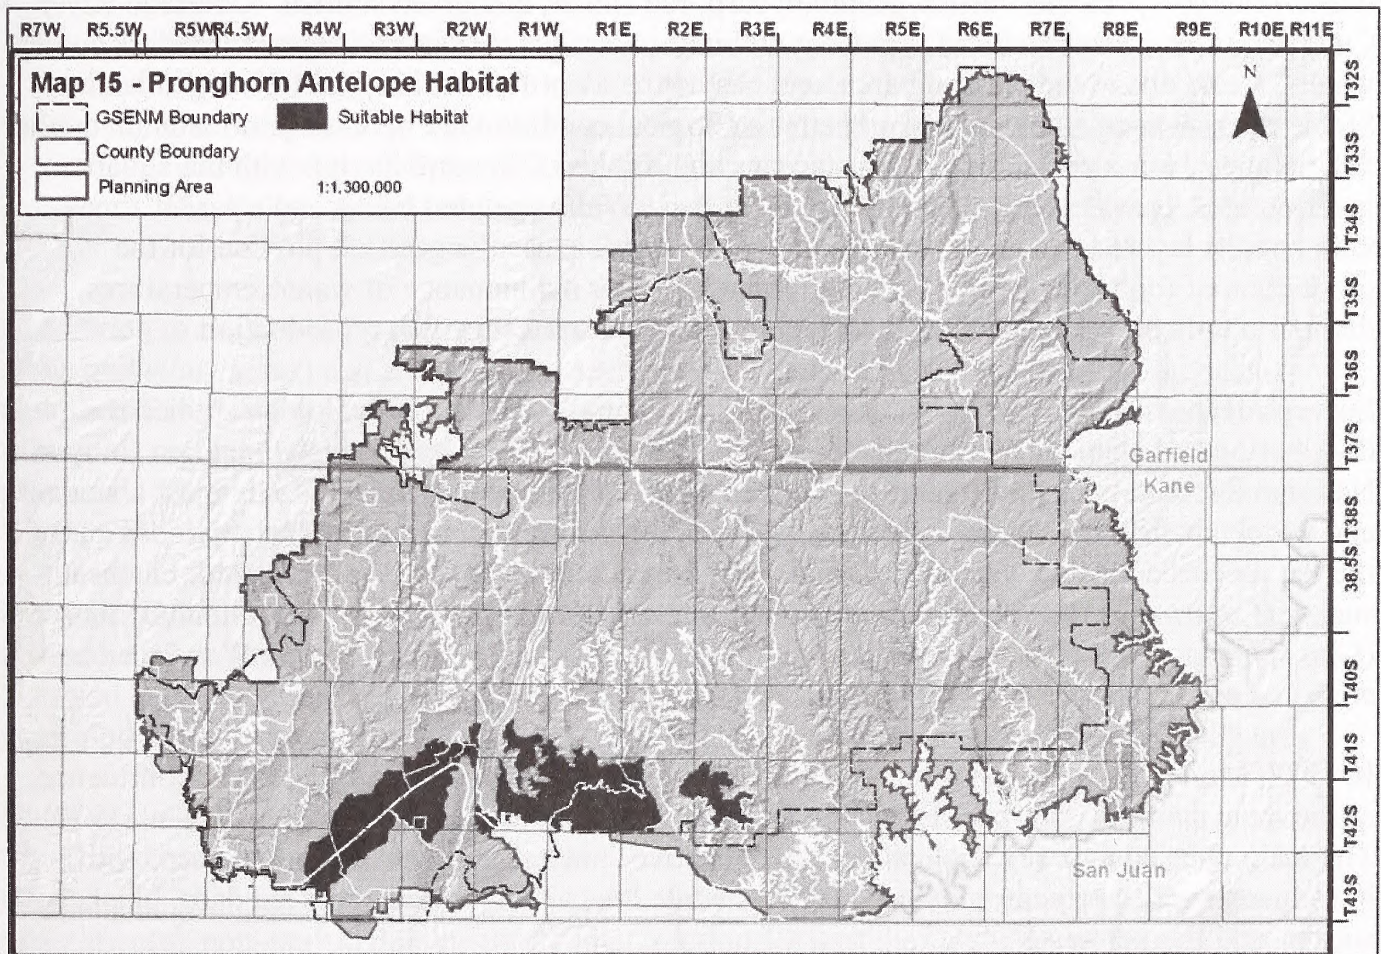 R7W R5.5W R5W R4.5W R4W R3W R2W R1W R1E R2E R3E R4E R5E R6E R7E R8E R9E R10E R11E
Map 15 - Pronghorn Antelope Habitat
GSENM Boundary Suitable Habitat
County Boundary
Planning Area 1:1,300,000
N
T32S
T33S
T34S
T35S
T36S
T37S
Garfield
Kane
T38S
38.5S
T40S
T41S
T42S
San Juan
T43S